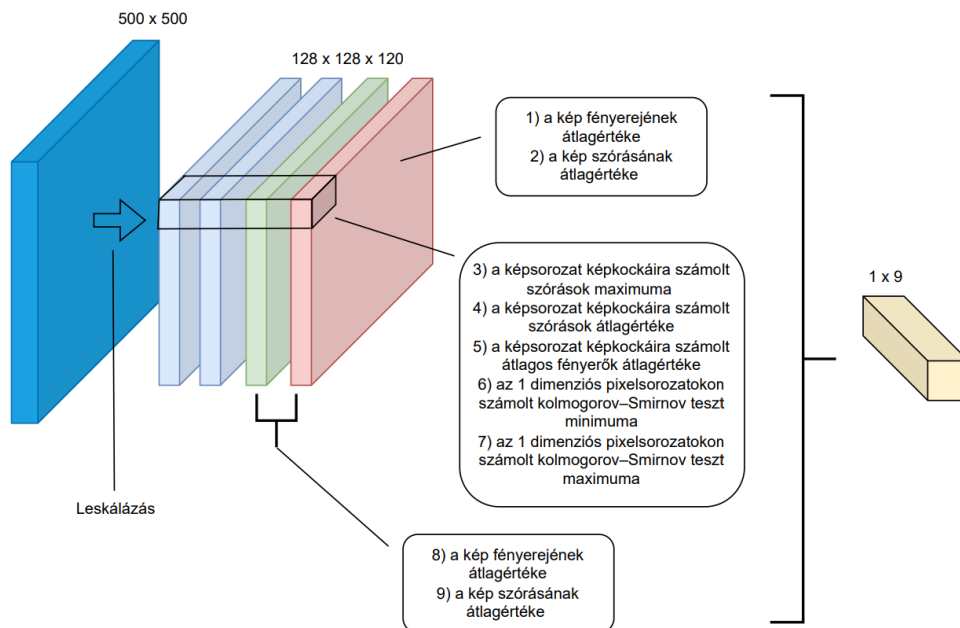 500 x 500
128 x 128 x 120
1) a kép fényerejének
átlagértéke
2) a kép szórásának
átlagértéke
3) a képsorozat képkockáira számolt
szórások maximuma
4) a képsorozat képkockáira számolt
szórások átlagértéke
5) a képsorozat képkockáira számolt
átlagos fényerők átlagértéke
6) az 1 dimenziós pixelsorozatokon
számolt kolmogorov–Smirnov teszt
minimuma
7) az 1 dimenziós pixelsorozatokon
számolt kolmogorov–Smirnov teszt
maximuma
1 x 9
Leskálázás
8) a kép fényerejének
átlagértéke
9) a kép szórásának
átlagértéke